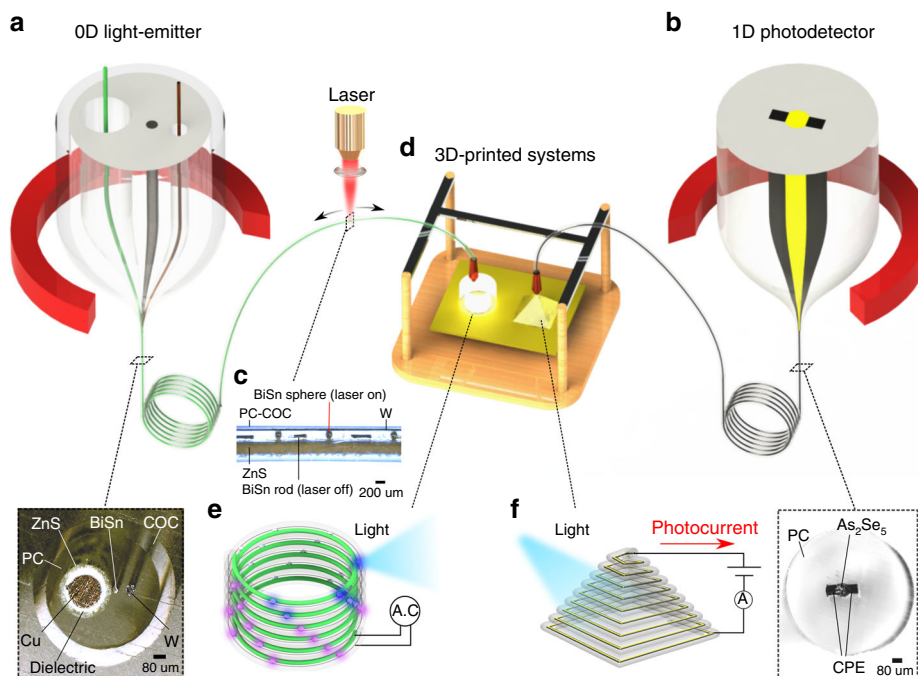 a
0D light-emitter
b
1D photodetector
Laser
d
3D-printed systems
c
BiSn sphere (laser on)
PC-COC
W
ZnS
BiSn rod (laser off)
200 um
ZnS
BiSn
COC
PC
Cu
W
Dielectric
80 um
e
Light
A.C
f
Light
Photocurrent
A
As2Se5
PC
CPE
80 um